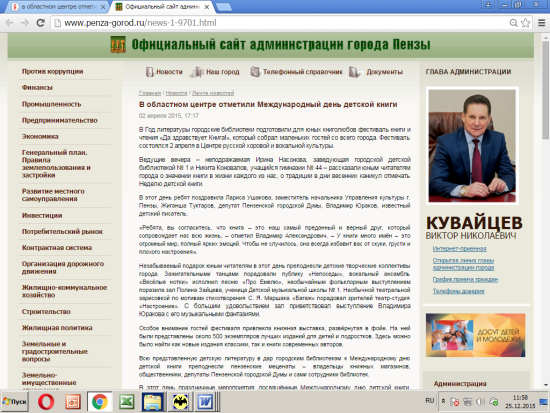 в областном центре отмети
Официальный сайт админис
www.penza-gorod.ru/news-1-9701.html
Официальный сайт администрации города Пензы
Новости
Наш город
Телефонный справочник
Документы
Против коррупции
Финансы
Промышленность
Предпринимательство
Экономика
Генеральный план.
Правила
землепользования и
застройки
Развитие местного
самоуправления
Инвестиции
Потребительский рынок
Контрактная система
Организация дорожного
движения
Жилищно-коммунальное
хозяйство
Строительство
Жилищная политика
Земельные и
градостроительные
вопросы
Земельно-
имущественные
Главная / Новости / Лента новостей
В областном центре отметили Международный день детской книги
02 апреля 2015, 17:17
В Год литературы городские библиотеки подготовили для юных книголюбов фестиваль книги и
чтения «Да здравствует Книга!», который собрал маленьких гостей со всего города. Фестиваль
состоялся 2 апреля в Центре русской хоровой и вокальной культуры.
Ведущие вечера – неподражаемая Ирина Насонова, заведующая городской детской
библиотекой № 1 и Никита Коновалов, учащийся гимназии № 44 – рассказали юным читателям
города о значении книги в жизни каждого из нас, о традиции в дни весенних каникул отмечать
Неделю детской книги.
В этот день ребят поздравили Лариса Ушакова, заместитель начальника Управления культуры г.
Пензы, Жиганша Туктаров, депутат Пензенской городской Думы, Владимир Юраков, известный
детский писатель.
«Ребята, вы согласитесь, что книга – это наш самый преданный и верный друг, который
сопровождает нас всю жизнь, – отметил Владимир Александрович. – У книги много имён – это
огромный мир, полный ярких эмоций. Чтобы не случилось, она всегда избавит вас от скуки, грусти и
плохого настроения».
Незабываемый подарок юным читателям в этот день преподнесли детские творческие коллективы
города. Зажигательными танцами порадовали публику «Непоседы», вокальный ансамбль
«Весёлые нотки» исполнил песню «Про Емелю», необычайным фольклорным выступлением
поразила зал Полина Зайцева, ученица Детской музыкальной школы № 1. Необычной театральной
зарисовкой по мотивам стихотворения С. Я. Маршака «Багаж» порадовал зрителей театр-студия
«Настроение». С большим удовольствием зал приветствовал выступление Владимира
Юракова с его музыкальными фантазиями.
Особое внимание гостей фестиваля привлекла книжная выставка, развёрнутая в фойе. На ней
были представлены около 500 экземпляров лучших изданий для детей и подростков. Здесь можно
было найти как новые издания классики, так и книги современных авторов.
Всю представленную детскую литературу в дар городским библиотекам к Международному дню
детской книги преподнесли пензенские меценаты – владельцы книжных магазинов,
общественники, депутаты Пензенской городской Думы и сами сотрудники библиотек.
В этот день праздничные мероприятия, посвящённые Международному дню детской книги,
ГЛАВА АДМИНИСТРАЦИИ
КУВАЙЦЕВ
ВИКТОР НИКОЛАЕВИЧ
Интернет-приемная
Открытая линия главы
администрации города
График приема граждан
Телефоны доверия
ДОСУГ ДЕТЕЙ
И МОЛОДЕЖИ
Администрация
Пуск
RU
11:58
25.12.2015